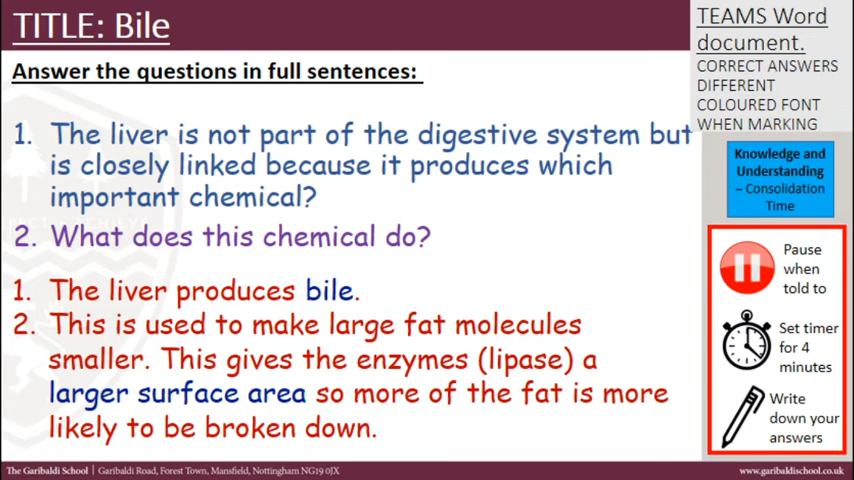 TITLE: Bile
TEAMS Word
document.
CORRECT ANSWERS
DIFFERENT
COLOURED FONT
WHEN MARKING
Answer the questions in full sentences:
1. The liver is not part of the digestive system but
is closely linked because it produces which
important chemical?
2. What does this chemical do?
1. The liver produces bile.
2. This is used to make large fat molecules
smaller. This gives the enzymes (lipase) a
larger surface area so more of the fat is more
likely to be broken down.
Knowledge and
Understanding
– Consolidation
Time
Pause
when
told to
Set timer
for 4
minutes
Write
down your
answers
The Garibaldi School | Garibaldi Road, Forest Town, Mansfield, Nottingham NG19 0JX
www.garibaldischool.co.uk